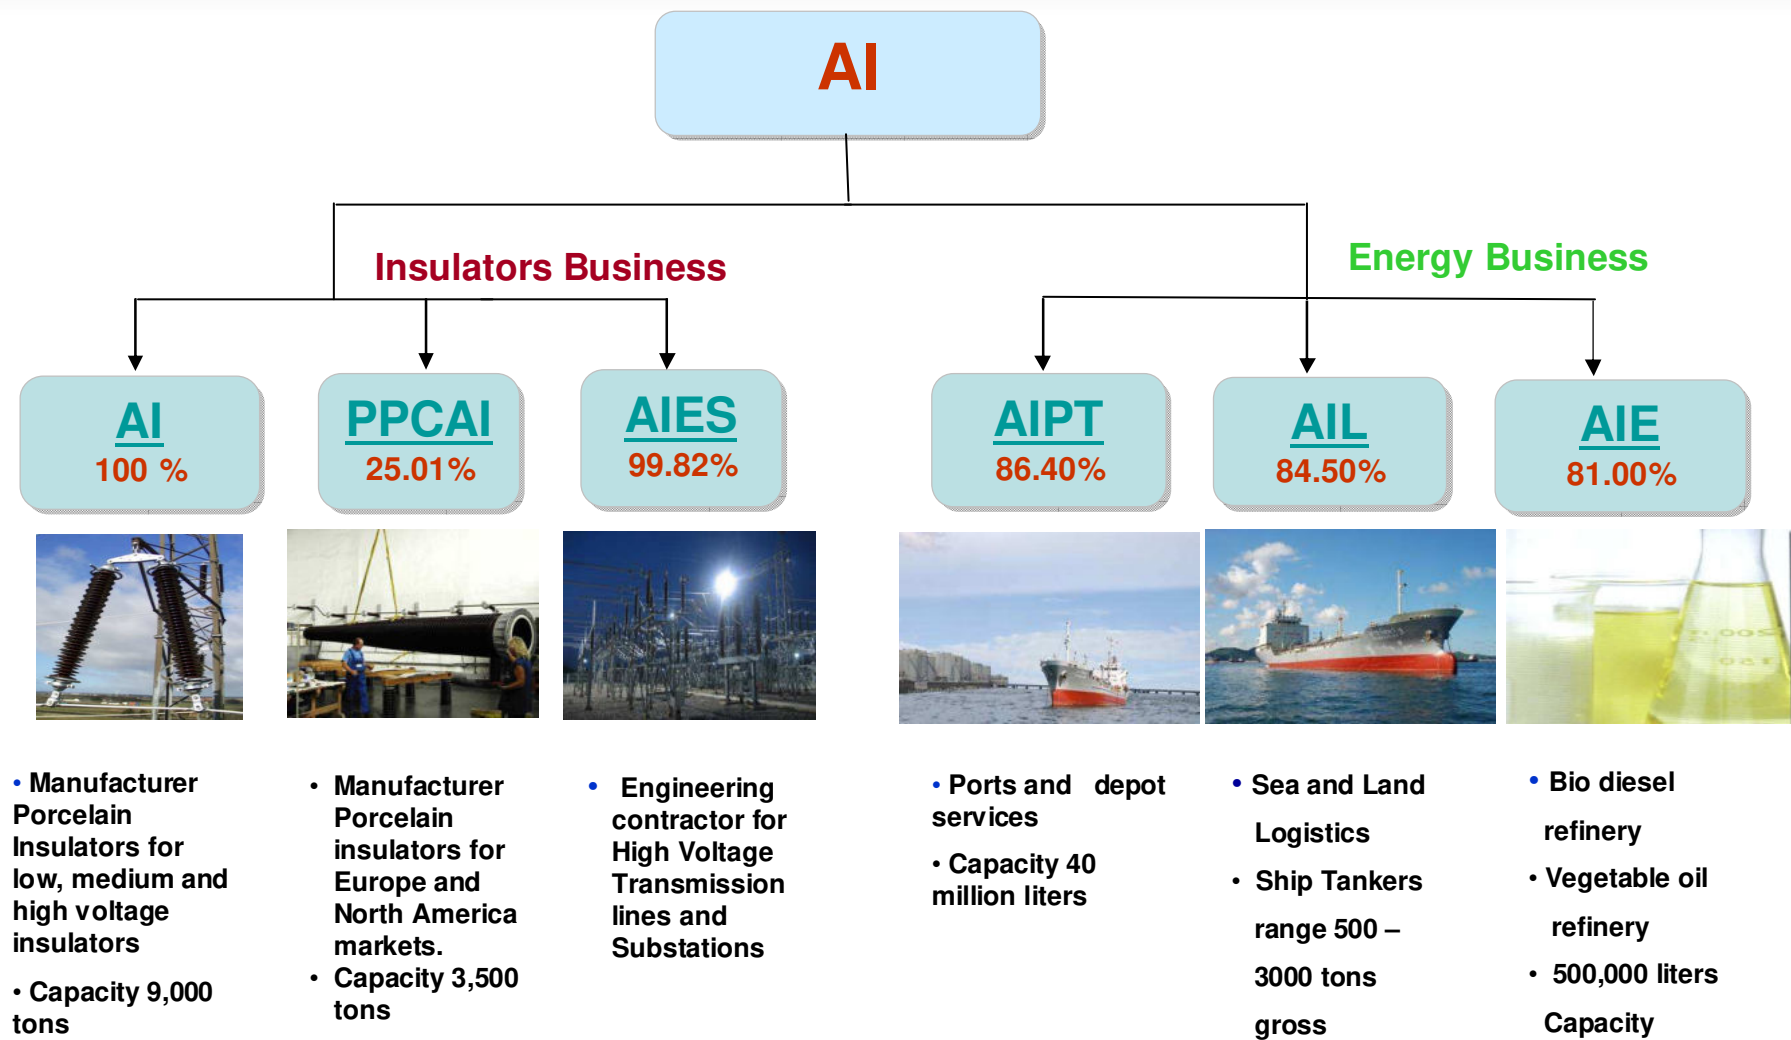 AI
Insulators Business
Energy Business
AI
100 %
PPCAI
25.01%
AIES
99.82%
AIPT
86.40%
AIL
84.50%
AIE
81.00%
• Manufacturer
Porcelain
Insulators for
low, medium and
high voltage
insulators
• Capacity 9,000
tons
• Manufacturer
Porcelain
insulators for
Europe and
North America
markets.
• Capacity 3,500
tons
• Engineering
contractor for
High Voltage
Transmission
lines and
Substations
• Ports and depot
services
• Capacity 40
million liters
• Sea and Land
Logistics
• Ship Tankers
range 500 –
3000 tons
gross
• Bio diesel
refinery
• Vegetable oil
refinery
• 500,000 liters
Capacity